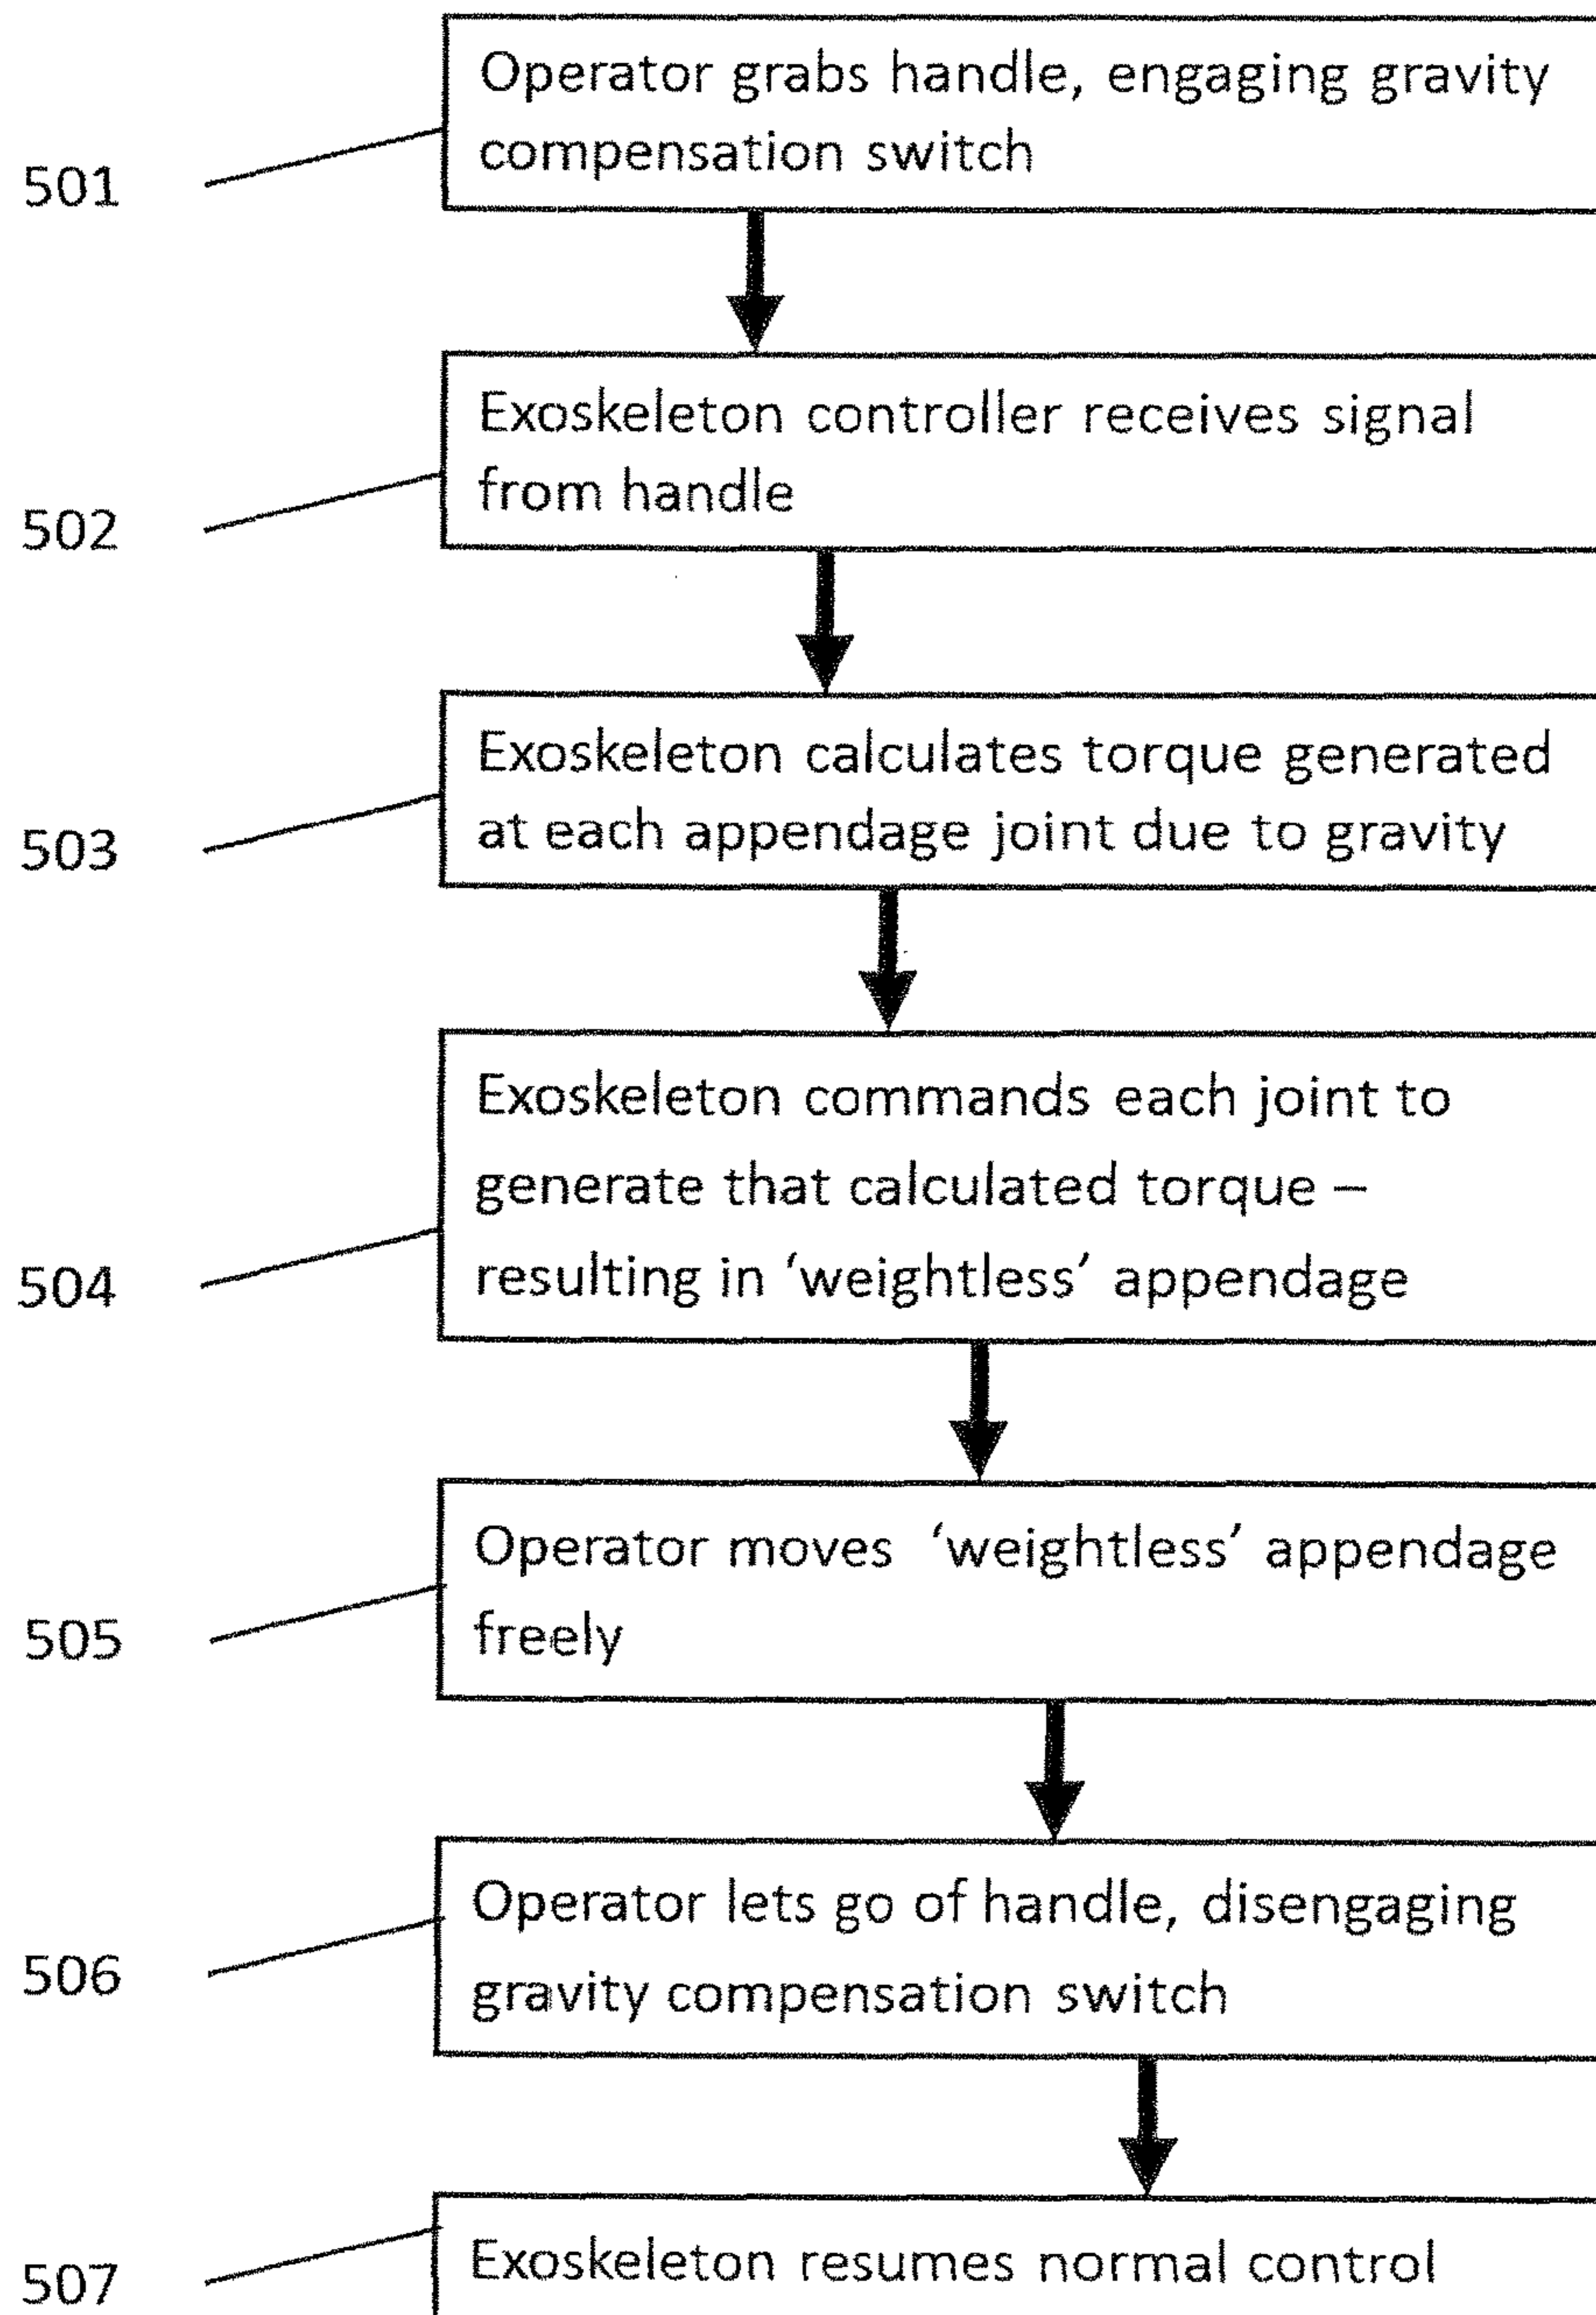 Operator grabs handle, engaging gravity
compensation switch
501
Exoskeleton controller receives signal
from handle
502
Exoskeleton calculates torque generated
at each appendage joint due to gravity
503
Exoskeleton commands each joint to
generate that calculated torque –
resulting in ‘weightless’ appendage
504
Operator moves ‘weightless’ appendage
freely
505
Operator lets go of handle, disengaging
gravity compensation switch
506
Exoskeleton resumes normal control
507